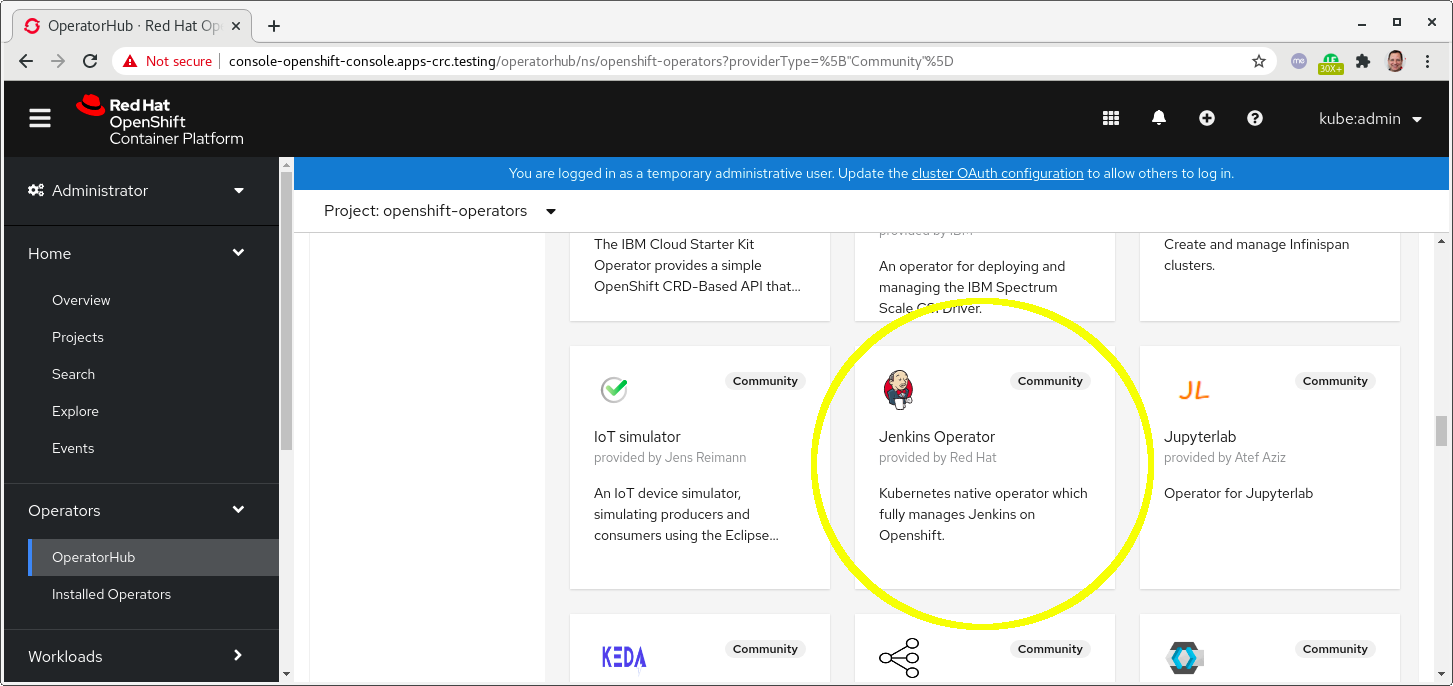 OperatorHub · Red Hat Op
Not secure
console-openshift-console.apps-crc.testing/operatorhub/ns/openshift-operators?providerType=%5B"Community"%5D
me
30X+
Red Hat
OpenShift
Container Platform
kube:admin
Administrator
Home
Overview
Projects
Search
Explore
Events
Operators
OperatorHub
Installed Operators
Workloads
You are logged in as a temporary administrative user. Update the cluster OAuth configuration to allow others to log in.
Project: openshift-operators
The IBM Cloud Starter Kit
Operator provides a simple
OpenShift CRD-Based API that...
provided by IBM
An operator for deploying and
managing the IBM Spectrum
Scale CSI Driver.
Create and manage Infinispan
clusters.
Community
IoT simulator
provided by Jens Reimann
An IoT device simulator,
simulating producers and
consumers using the Eclipse...
Community
Jenkins Operator
provided by Red Hat
Kubernetes native operator which
fully manages Jenkins on
Openshift.
JL
Community
Jupyterlab
provided by Atef Aziz
Operator for Jupyterlab
KEDA
Community
Community
Community